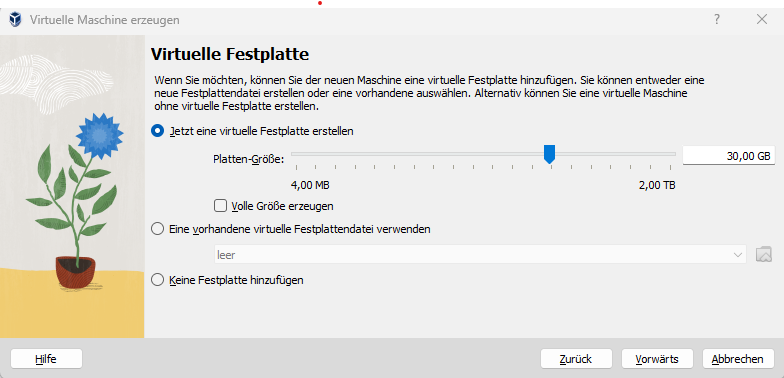 Virtuelle Maschine erzeugen
?
Virtuelle Festplatte
Wenn Sie möchten, können Sie der neuen Maschine eine virtuelle Festplatte hinzufügen. Sie können entweder eine
neue Festplattendatei erstellen oder eine vorhandene auswählen. Alternativ können Sie eine virtuelle Maschine
ohne virtuelle Festplatte erstellen.
Jetzt eine virtuelle Festplatte erstellen
Platten-Größe:
30,00 GB
4,00 MB
2,00 TB
Volle Größe erzeugen
Eine vorhandene virtuelle Festplattendatei verwenden
leer
Keine Festplatte hinzufügen
Hilfe
Zurück
Vorwärts
Abbrechen